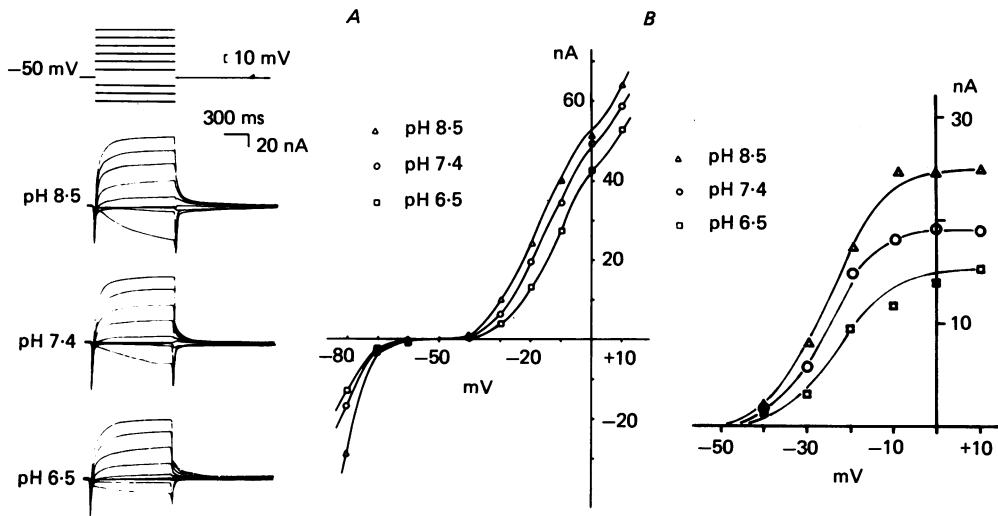 A
B
−50 mV
10 mV
300 ms
20 nA
pH 8·5
pH 7·4
pH 6·5
nA
60
40
20
−20
△ pH 8·5
○ pH 7·4
□ pH 6·5
−80
−50
−20
+10
mV
nA
30
10
△ pH 8·5
○ pH 7·4
□ pH 6·5
−50
−30
−10
+10
mV